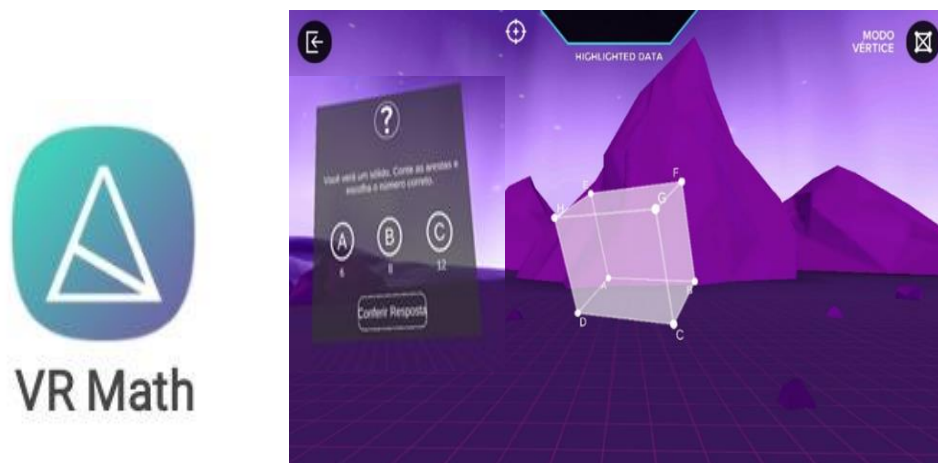 VR Math
HIGHLIGHTED DATA
MODO
VÉRTICE
?
Você verá um sólido. Conte as arestas e
escolha o número correto.
A B C
6 8 12
Conferir Resposta
E F
H G
B
D C